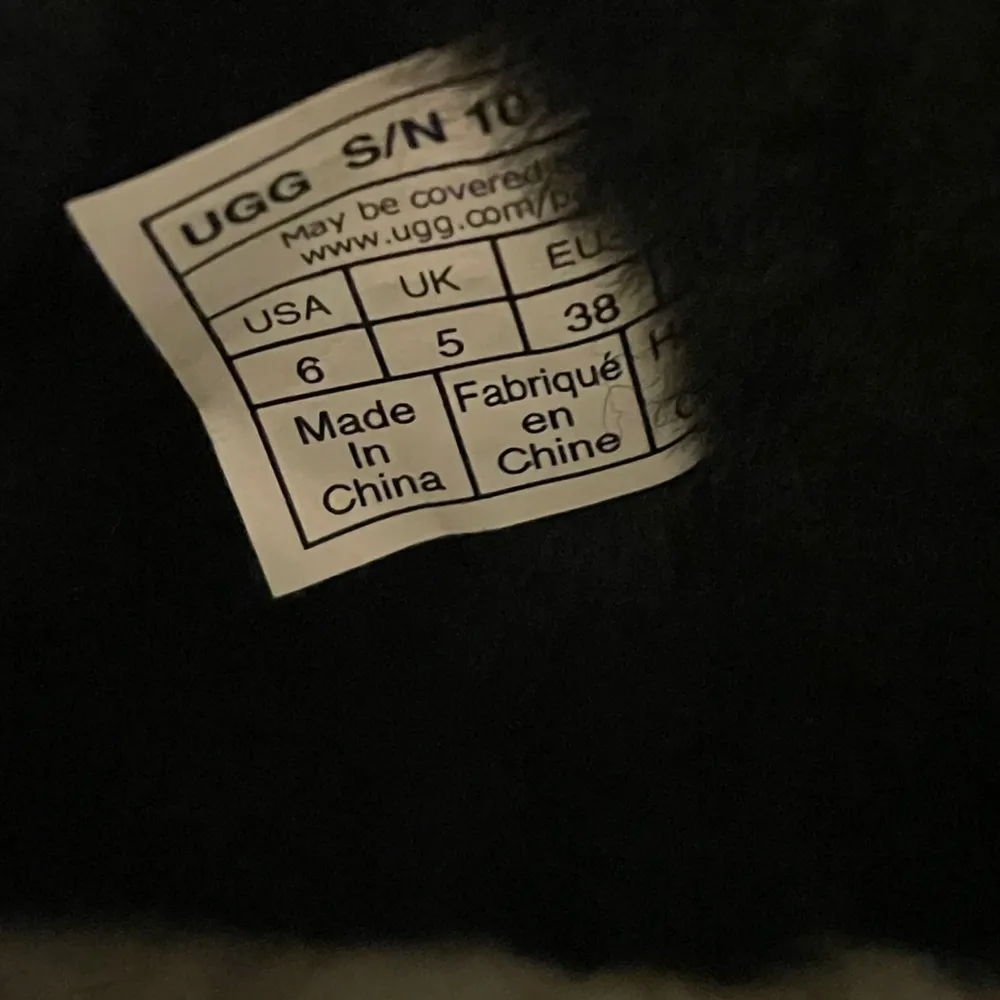 UGG S/N 10
May be covered
www.ugg.com/p
USA UK EU
6 5 38
Made Fabriqué H
In en
China Chine